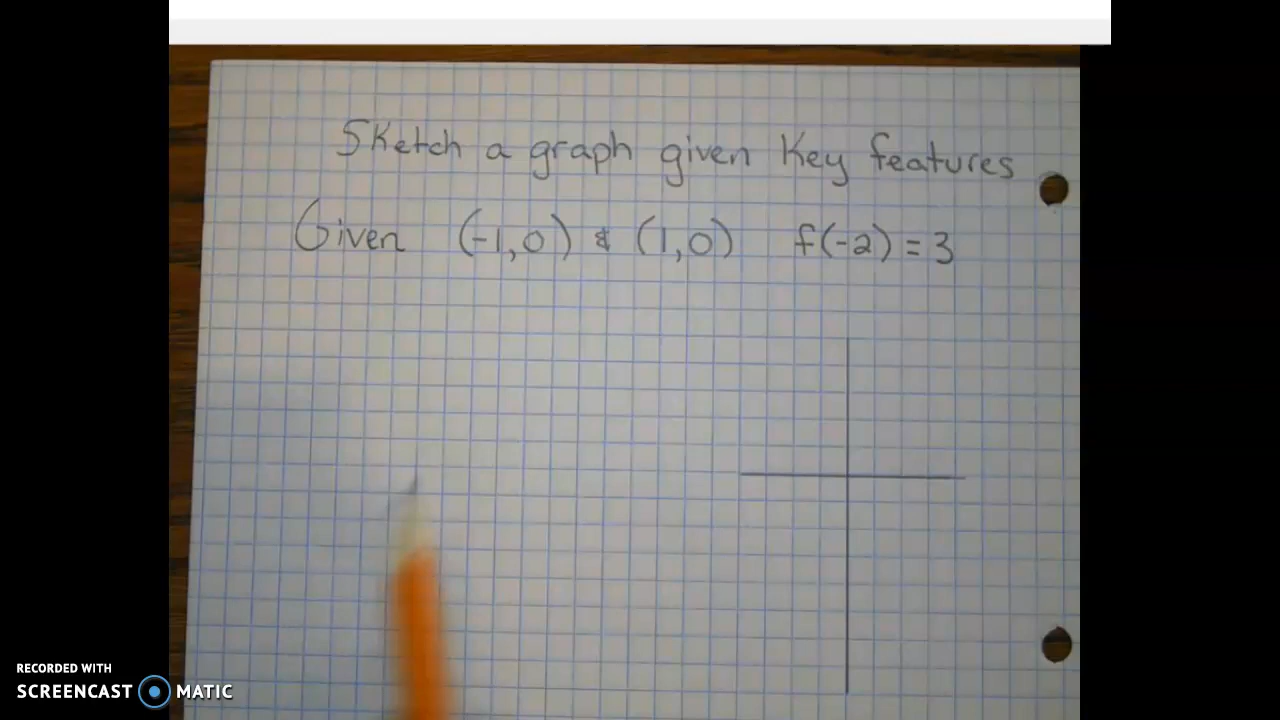 Sketch a graph given Key features
Given (-1,0) & (1,0) f(-2) = 3
RECORDED WITH
SCREENCAST MATIC